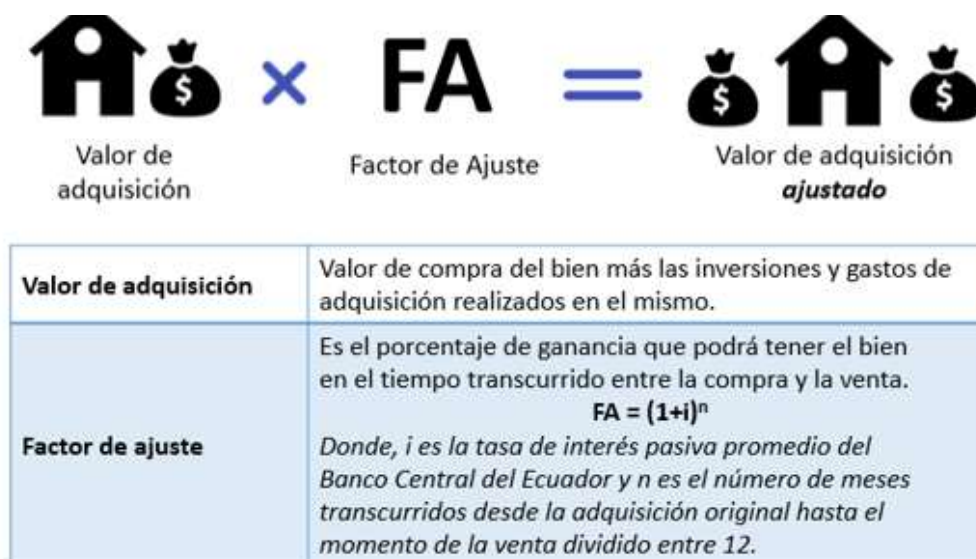 $
×
FA
=
$
$
Valor de
adquisición
Factor de Ajuste
Valor de adquisición
ajustado
Valor de adquisición
Valor de compra del bien más las inversiones y gastos de
adquisición realizados en el mismo.
Factor de ajuste
Es el porcentaje de ganancia que podrá tener el bien
en el tiempo transcurrido entre la compra y la venta.
FA = (1+i)ⁿ
Donde, i es la tasa de interés pasiva promedio del
Banco Central del Ecuador y n es el número de meses
transcurridos desde la adquisición original hasta el
momento de la venta dividido entre 12.